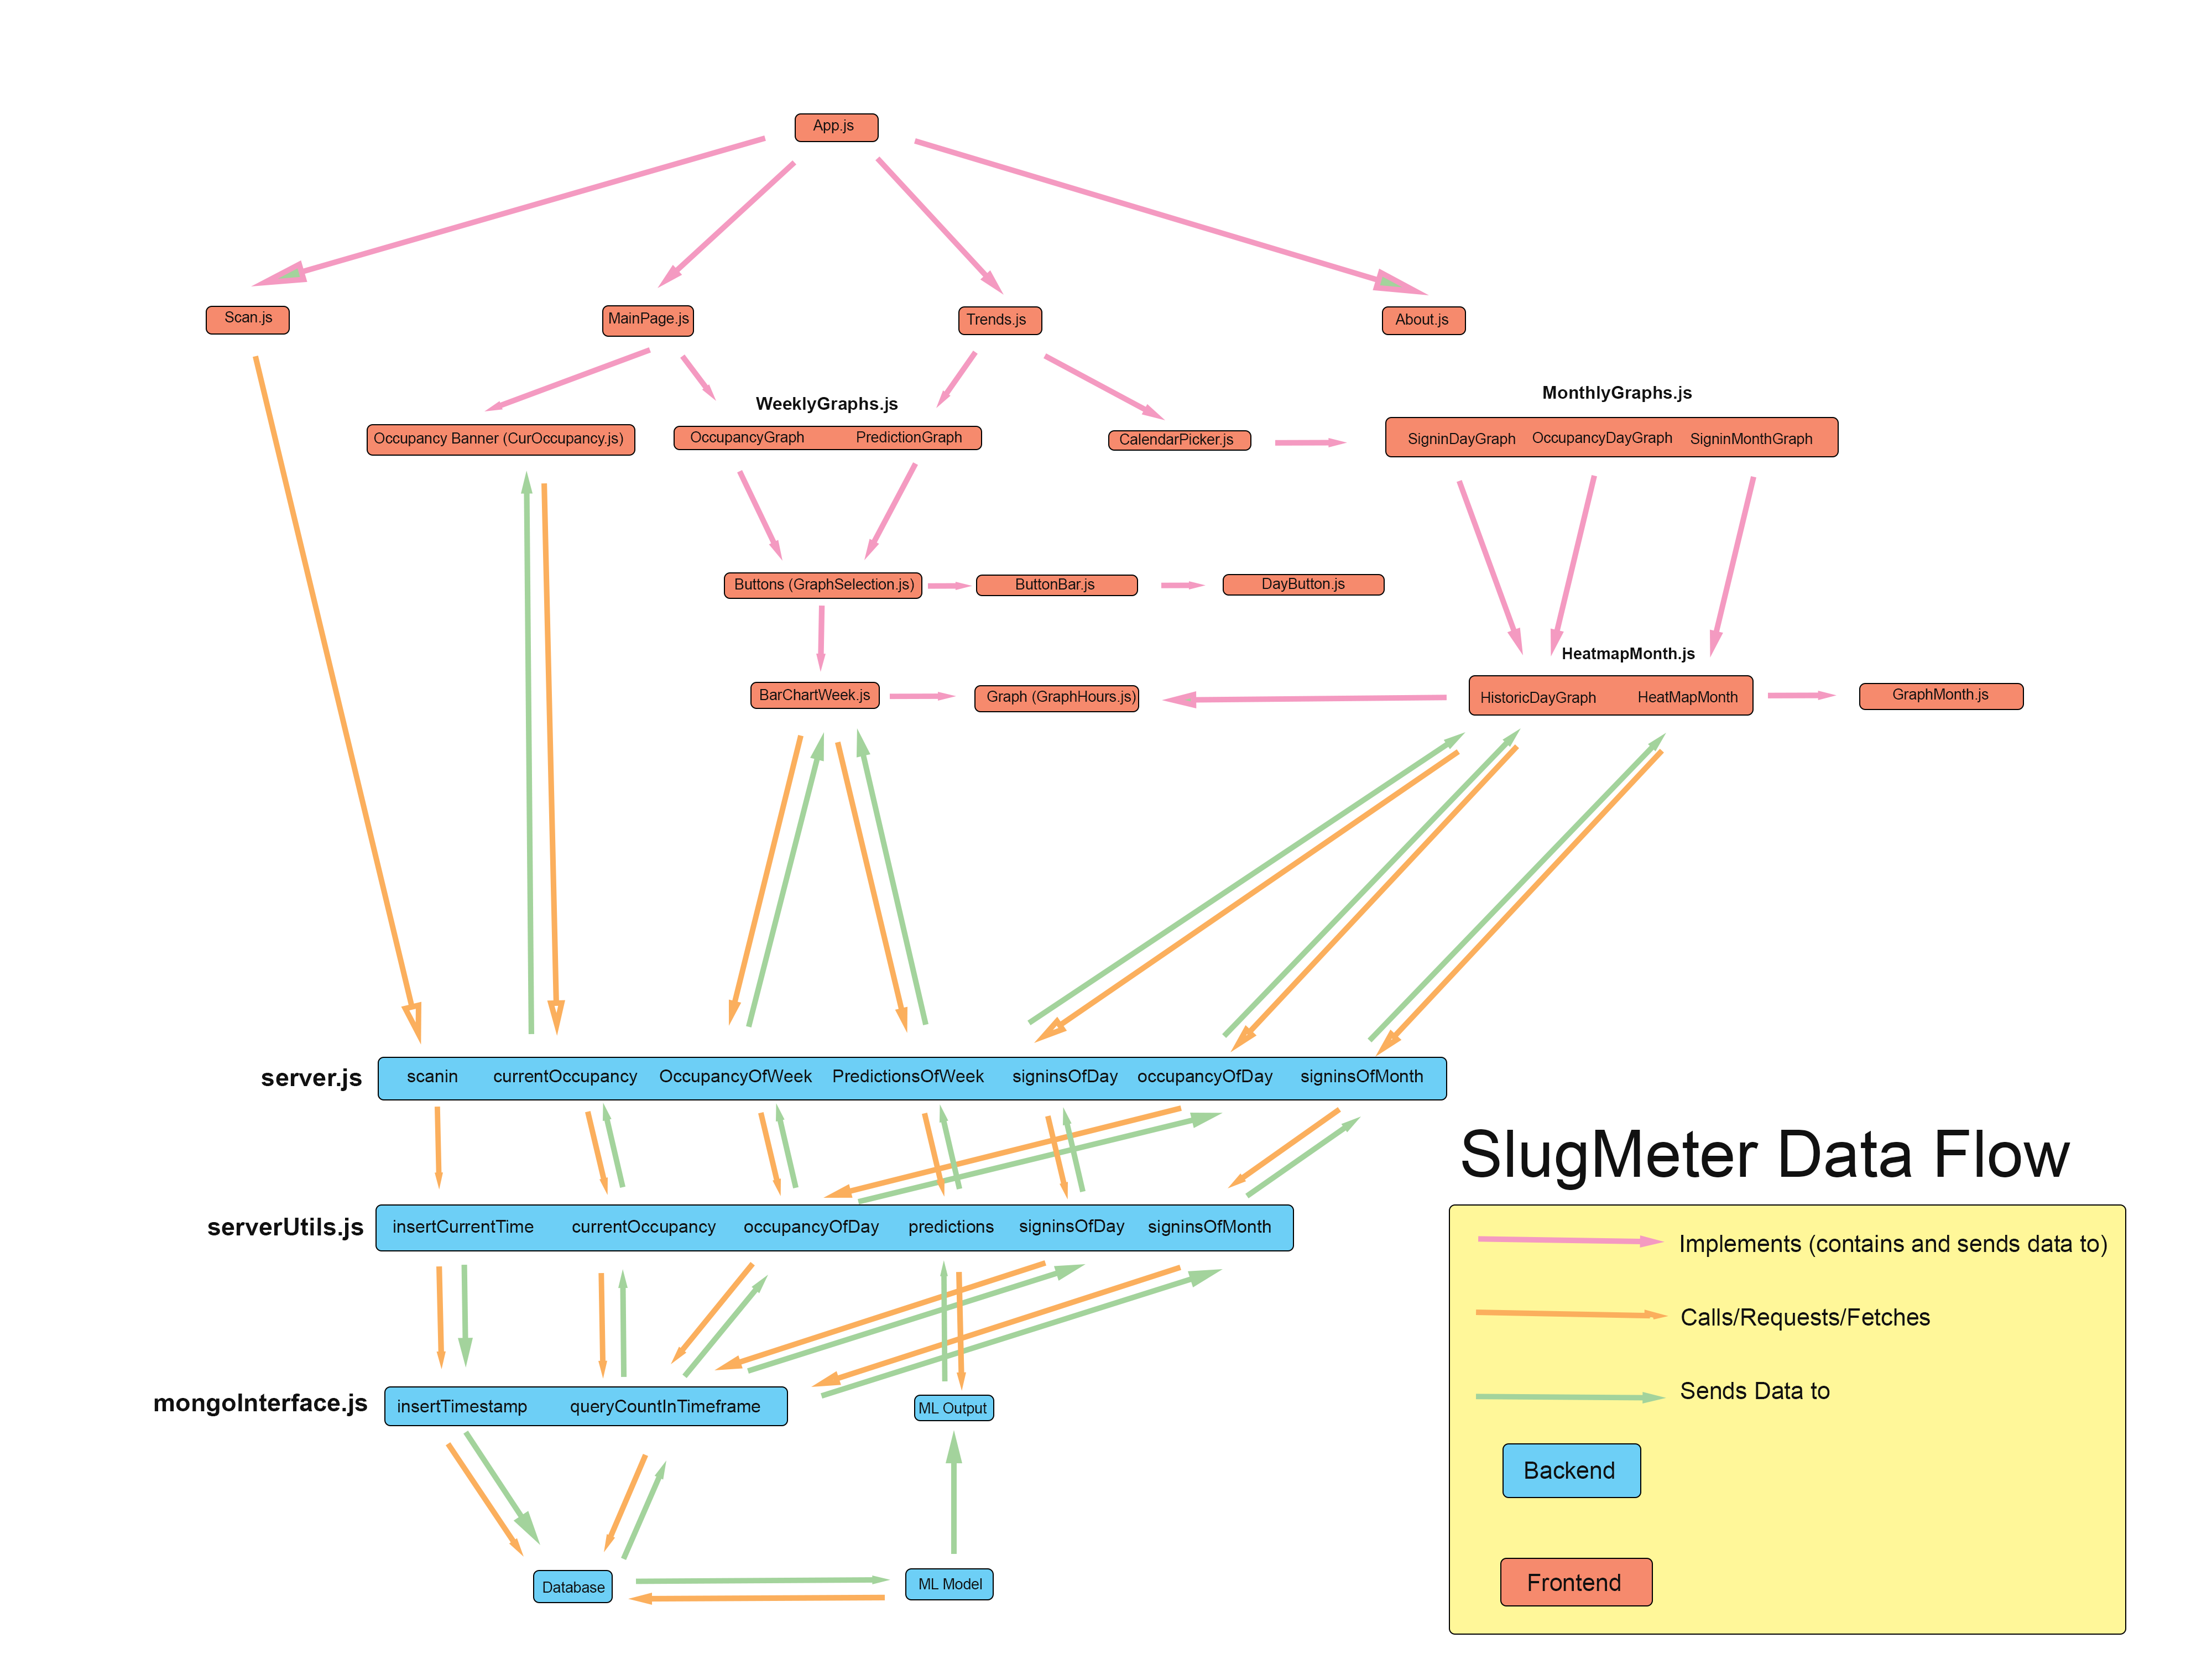 App.js
Scan.js
MainPage.js
Trends.js
About.js
WeeklyGraphs.js
MonthlyGraphs.js
Occupancy Banner (CurOccupancy.js)
OccupancyGraph
PredictionGraph
CalendarPicker.js
SigninDayGraph
OccupancyDayGraph
SigninMonthGraph
Buttons (GraphSelection.js)
ButtonBar.js
DayButton.js
HeatmapMonth.js
BarChartWeek.js
Graph (GraphHours.js)
HistoricDayGraph
HeatMapMonth
GraphMonth.js
server.js
scanin
currentOccupancy
OccupancyOfWeek
PredictionsOfWeek
signinsOfDay
occupancyOfDay
signinsOfMonth
serverUtils.js
insertCurrentTime
currentOccupancy
occupancyOfDay
predictions
signinsOfDay
signinsOfMonth
mongoInterface.js
insertTimestamp
queryCountInTimeframe
ML Output
Database
ML Model
SlugMeter Data Flow
Implements (contains and sends data to)
Calls/Requests/Fetches
Sends Data to
Backend
Frontend